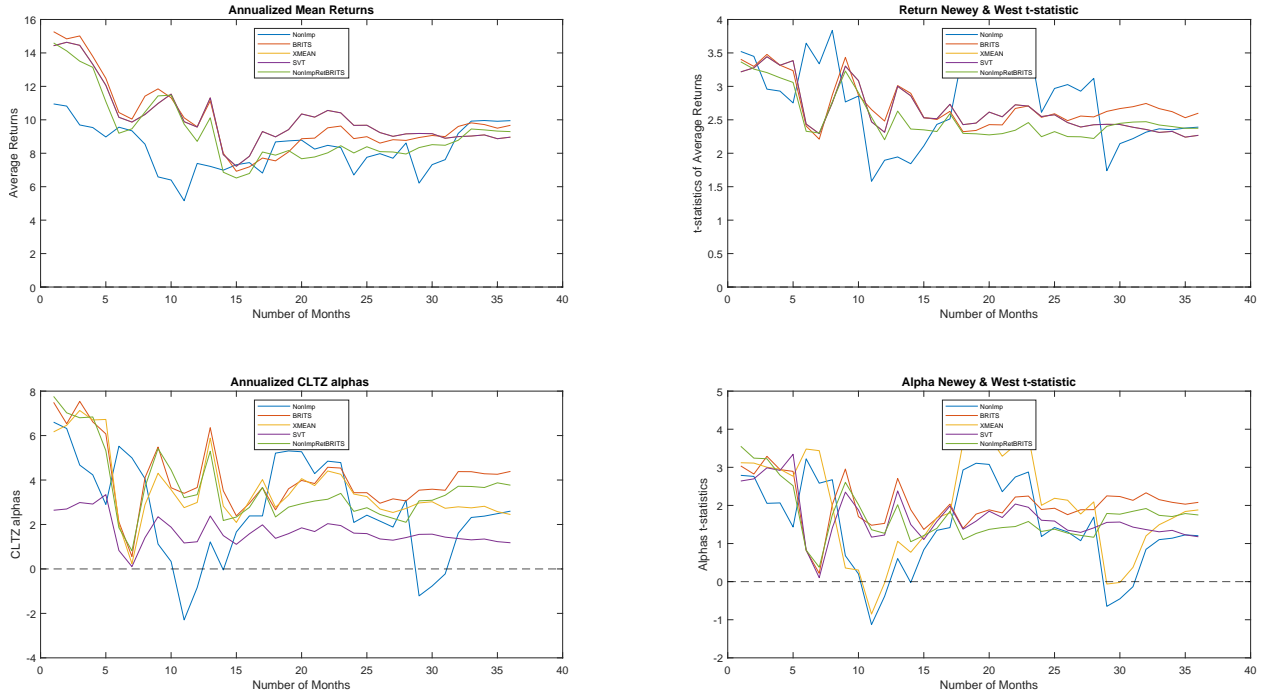 Annualized Mean Returns
16
14
12
10
8
6
4
2
0
0 5 10 15 20 25 30 35 40
Average Returns
Number of Months
NonImp
BRITS
XMEAN
SVT
NonImpRetBRITS
Return Newey & West t-statistic
4
3.5
3
2.5
2
1.5
1
0.5
0
0 5 10 15 20 25 30 35 40
t-statistics of Average Returns
Number of Months
NonImp
BRITS
XMEAN
SVT
NonImpRetBRITS
Annualized CLTZ alphas
8
6
4
2
0
-2
-4
0 5 10 15 20 25 30 35 40
CLTZ alphas
Number of Months
NonImp
BRITS
XMEAN
SVT
NonImpRetBRITS
Alpha Newey & West t-statistic
5
4
3
2
1
0
-1
-2
0 5 10 15 20 25 30 35 40
Alphas t-statistics
Number of Months
NonImp
BRITS
XMEAN
SVT
NonImpRetBRITS